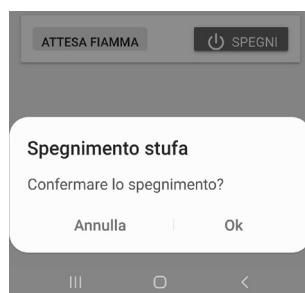 ATTESA FIAMMA
SPEGNI
Spegnimento stufa
Confermare lo spegnimento?
Annulla
Ok